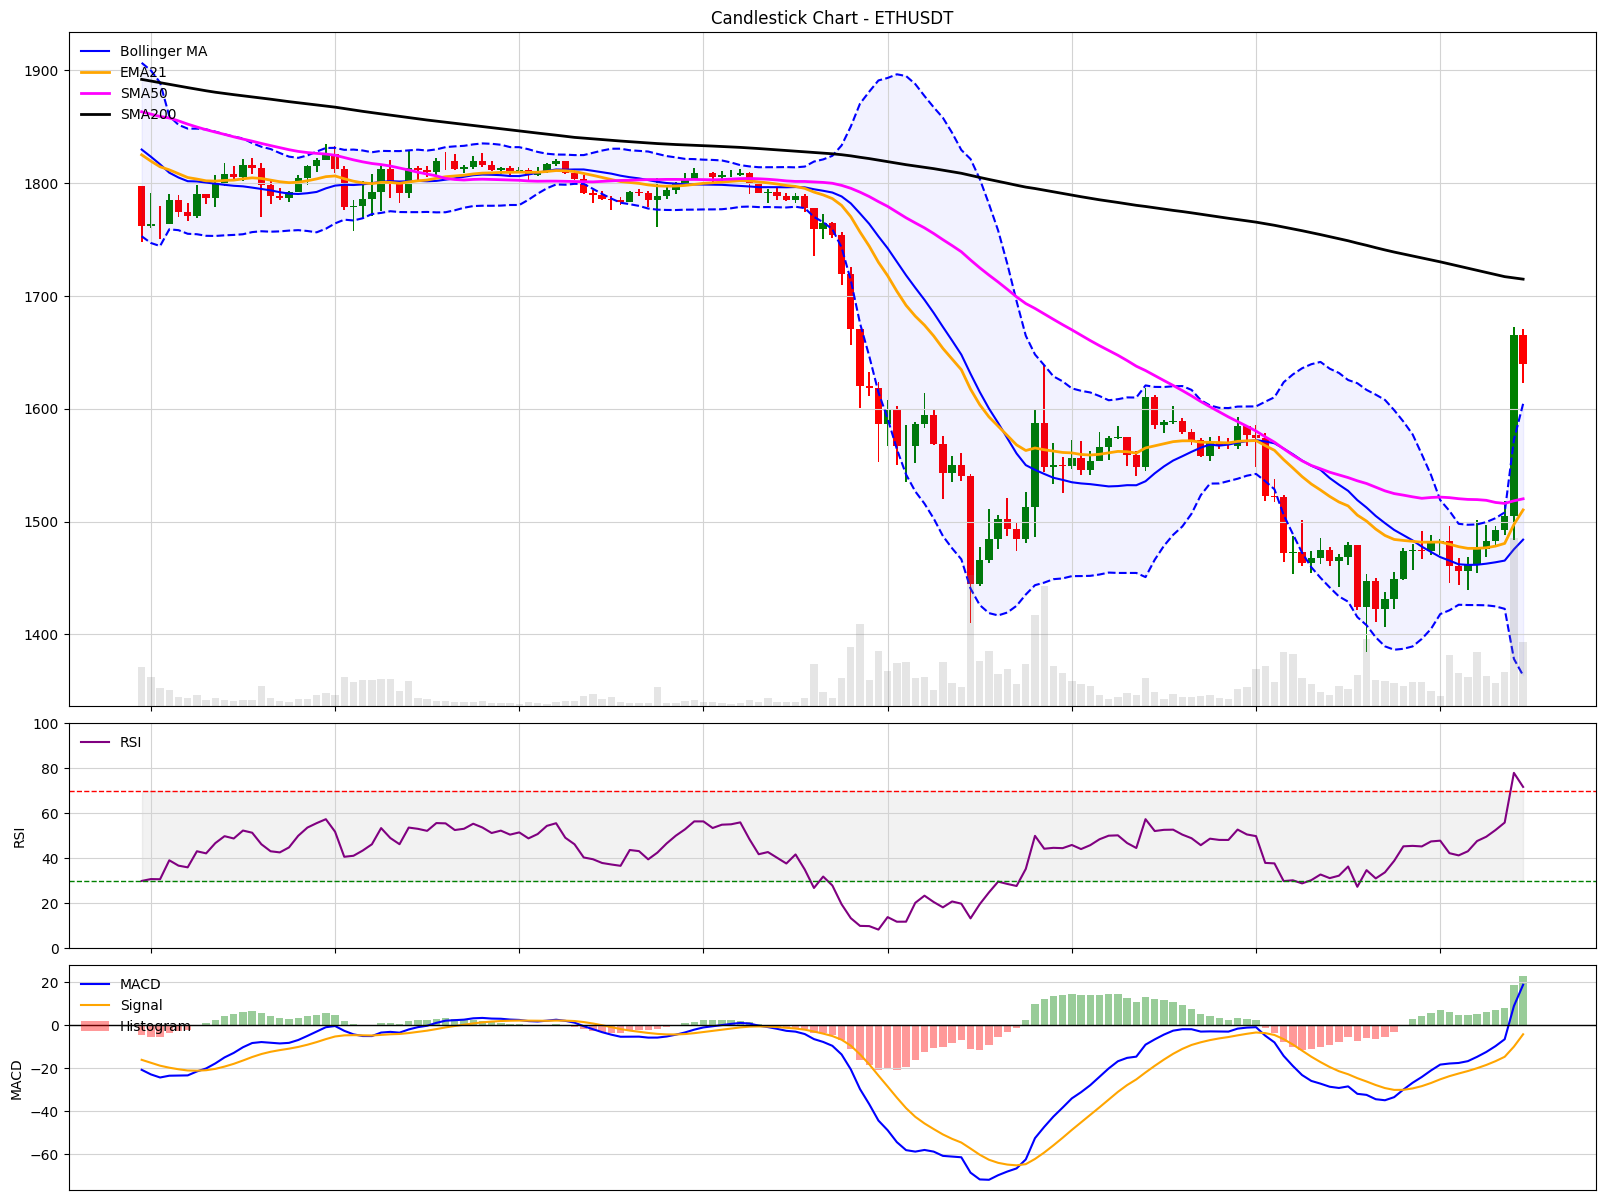 Candlestick Chart - ETHUSDT
Bollinger MA
EMA21
SMA50
SMA200
1900
1800
1700
1600
1500
1400
RSI
100
80
60
40
20
0
RSI
MACD
Signal
Histogram
20
0
−20
−40
−60
MACD